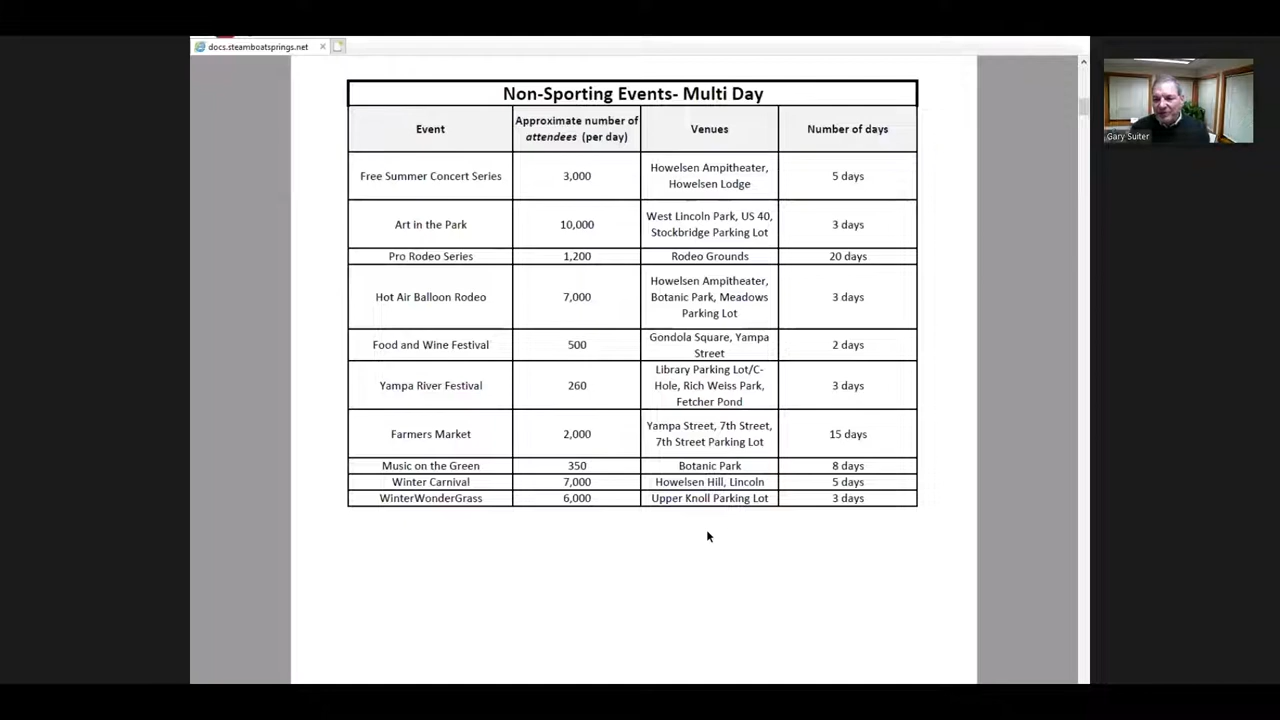 docs.steamboatsprings.net
Gary Suiter
Non-Sporting Events- Multi Day
Event
Approximate number of
attendees (per day)
Venues
Number of days
Free Summer Concert Series
3,000
Howelsen Ampitheater,
Howelsen Lodge
5 days
Art in the Park
10,000
West Lincoln Park, US 40,
Stockbridge Parking Lot
3 days
Pro Rodeo Series
1,200
Rodeo Grounds
20 days
Hot Air Balloon Rodeo
7,000
Howelsen Ampitheater,
Botanic Park, Meadows
Parking Lot
3 days
Food and Wine Festival
500
Gondola Square, Yampa
Street
2 days
Yampa River Festival
260
Library Parking Lot/C-
Hole, Rich Weiss Park,
Fetcher Pond
3 days
Farmers Market
2,000
Yampa Street, 7th Street,
7th Street Parking Lot
15 days
Music on the Green
350
Botanic Park
8 days
Winter Carnival
7,000
Howelsen Hill, Lincoln
5 days
WinterWonderGrass
6,000
Upper Knoll Parking Lot
3 days